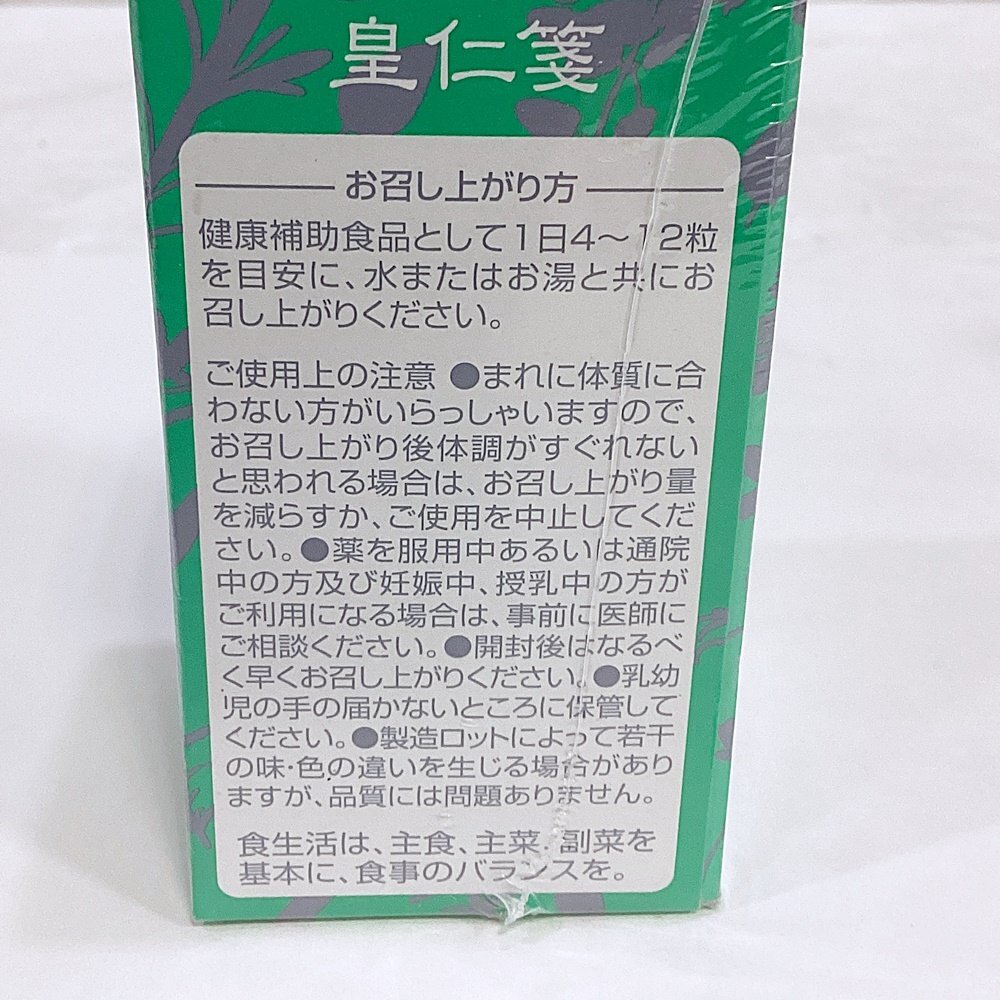 皇仁箋
お召し上がり方
健康補助食品として1日4～12粒
を目安に、水またはお湯と共にお
召し上がりください。
ご使用上の注意 ●まれに体質に合
わない方がいらっしゃいますので、
お召し上がり後体調がすぐれない
と思われる場合は、お召し上がり量
を減らすか、ご使用を中止してくだ
さい。●薬を服用中あるいは通院
中の方及び妊娠中、授乳中の方が
ご利用になる場合は、事前に医師に
ご相談ください。●開封後はなるべ
く早くお召し上がりください。●乳幼
児の手の届かないところに保管して
ください。●製造ロットによって若干
の味・色の違いを生じる場合があり
ますが、品質には問題ありません。
食生活は、主食、主菜、副菜を
基本に、食事のバランスを。